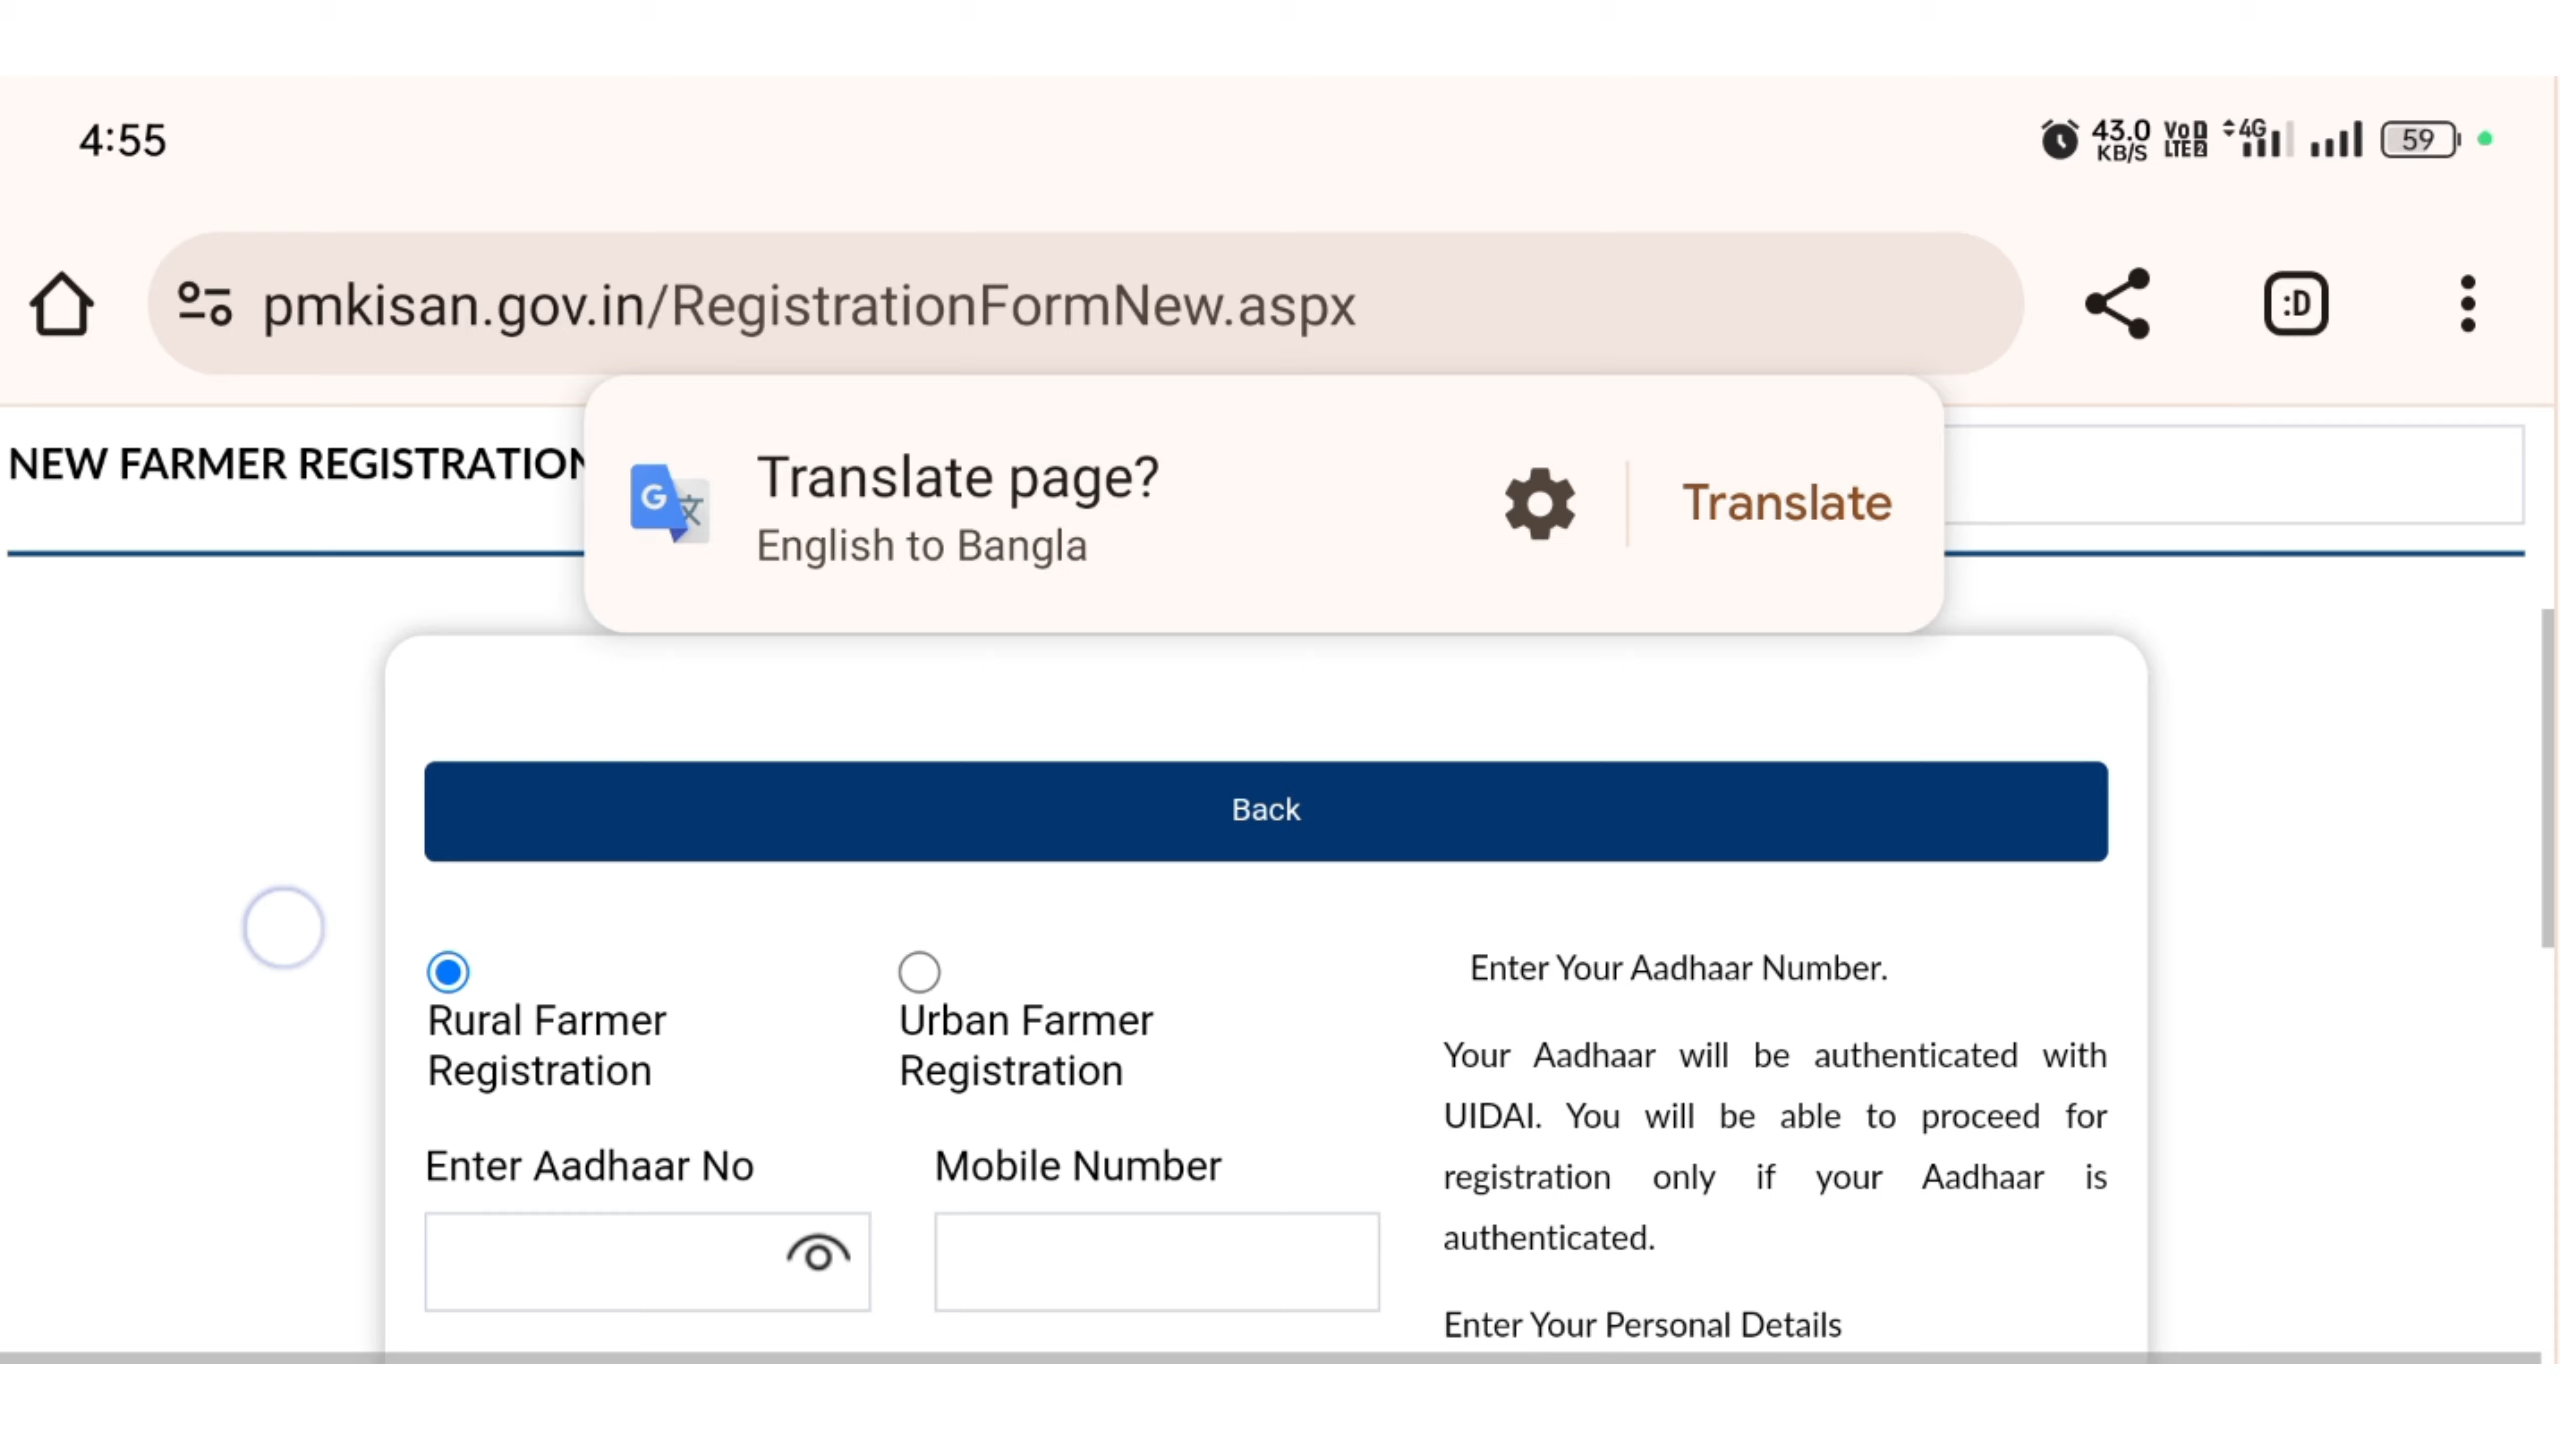 4:55
43.0 KB/S Vo LTE 2 4G 59
pmkisan.gov.in/RegistrationFormNew.aspx
:D
NEW FARMER REGISTRATION
Translate page?
English to Bangla
Translate
Back
Rural Farmer
Registration
Urban Farmer
Registration
Enter Aadhaar No
Mobile Number
Enter Your Aadhaar Number.
Your Aadhaar will be authenticated with
UIDAI. You will be able to proceed for
registration only if your Aadhaar is
authenticated.
Enter Your Personal Details